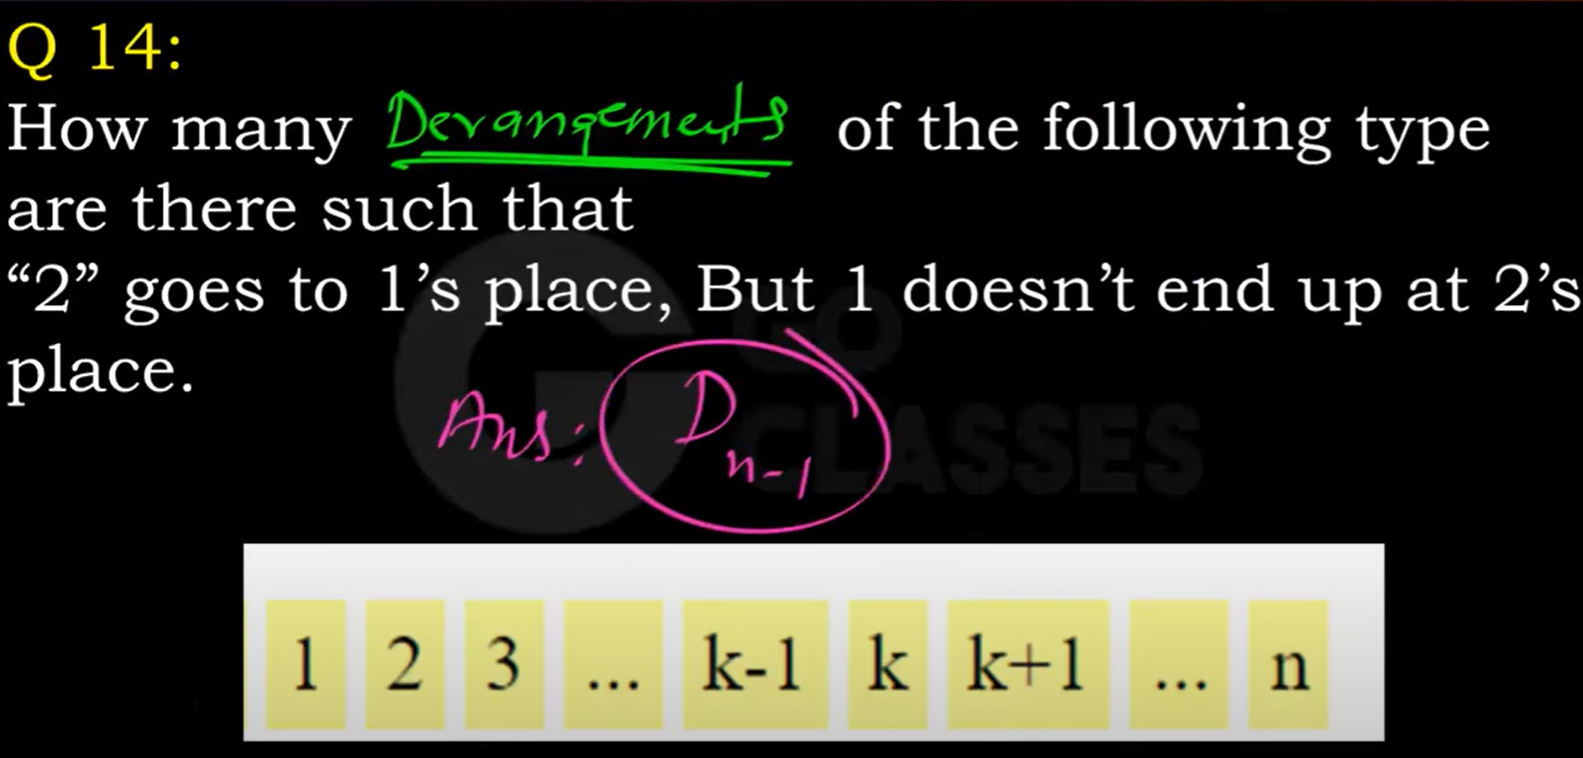 Q 14:
How many Derangements of the following type
are there such that
“2” goes to 1’s place, But 1 doesn’t end up at 2’s
place.
Ans: D n-1
GO
CLASSES
1 2 3 ... k-1 k k+1 ... n